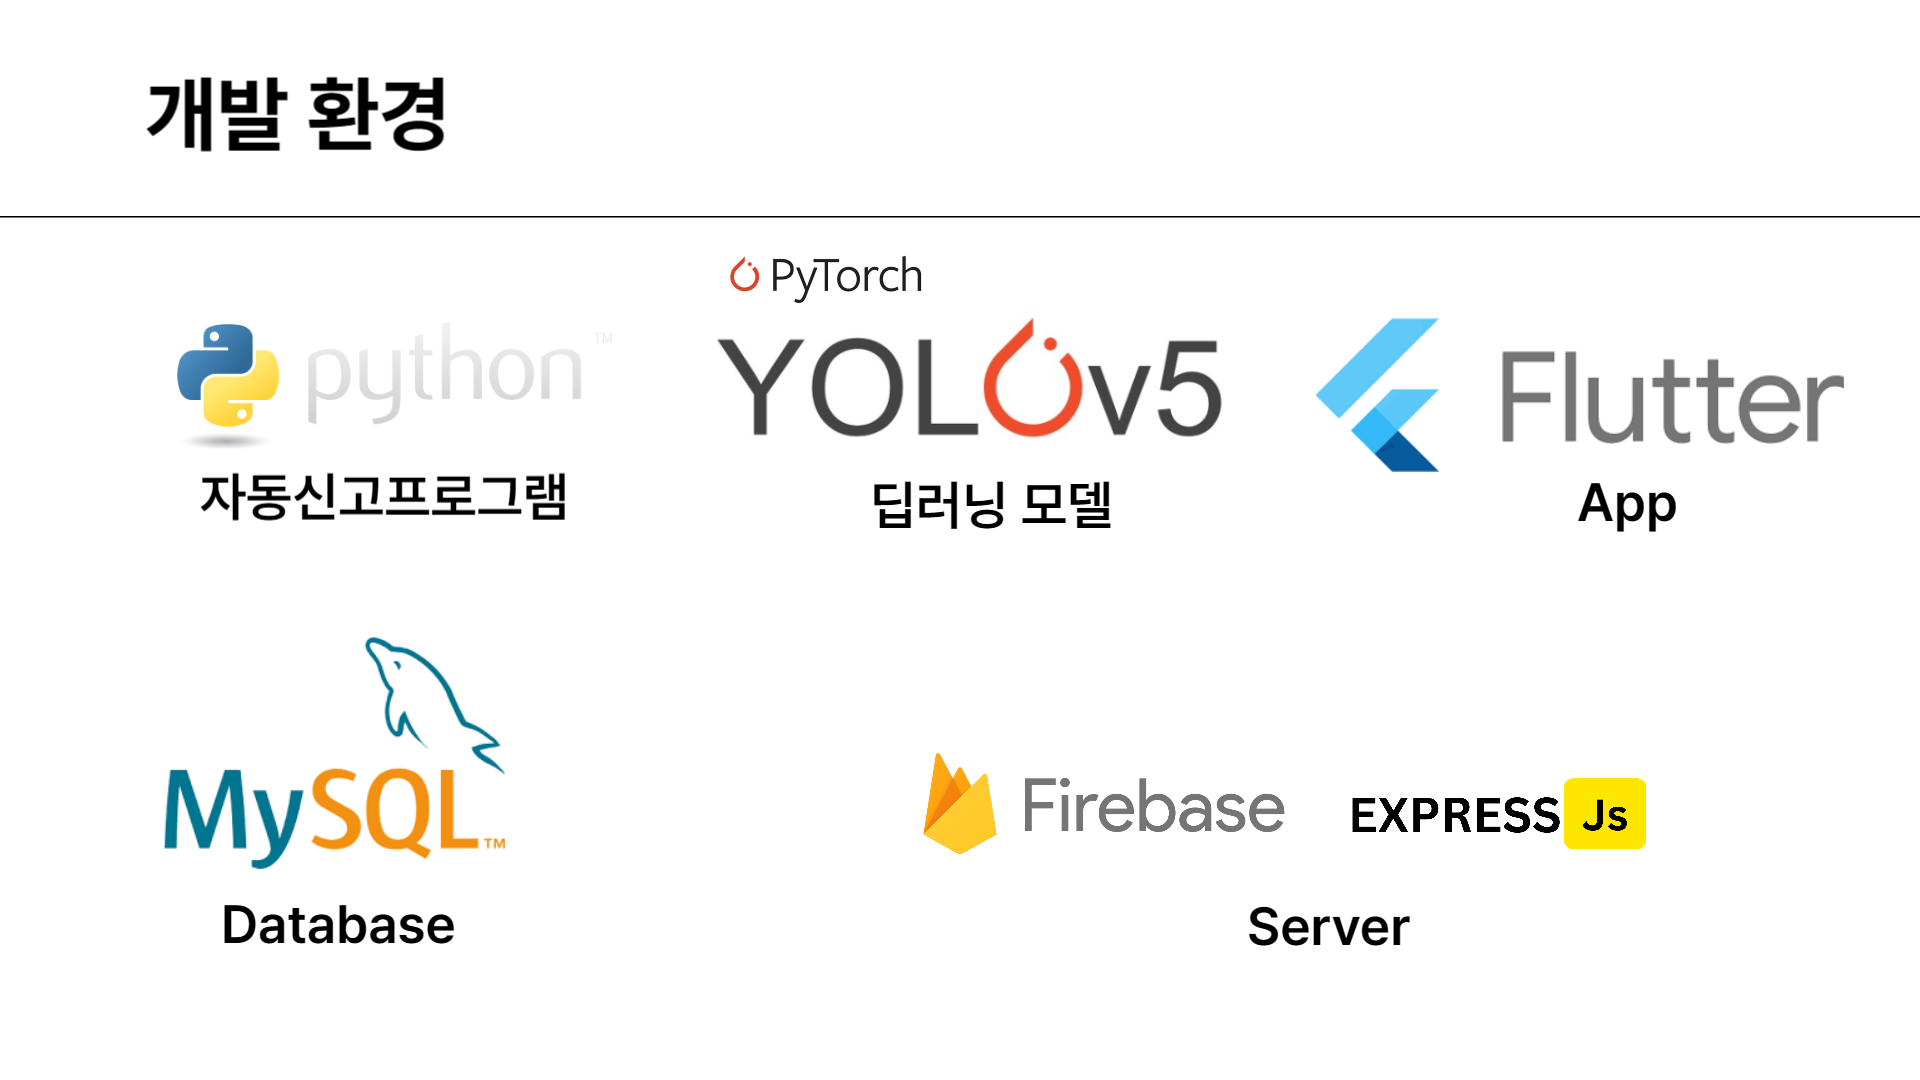 개발 환경
PyTorch
python™
YOLOv5
Flutter
자동신고프로그램
딥러닝 모델
App
MySQL™
Firebase
EXPRESS Js
Database
Server